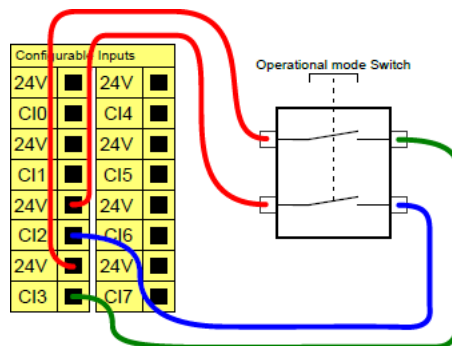 Configurable Inputs
Operational mode Switch
24V 24V
CI0 CI4
24V 24V
CI1 CI5
24V 24V
CI2 CI6
24V 24V
CI3 CI7